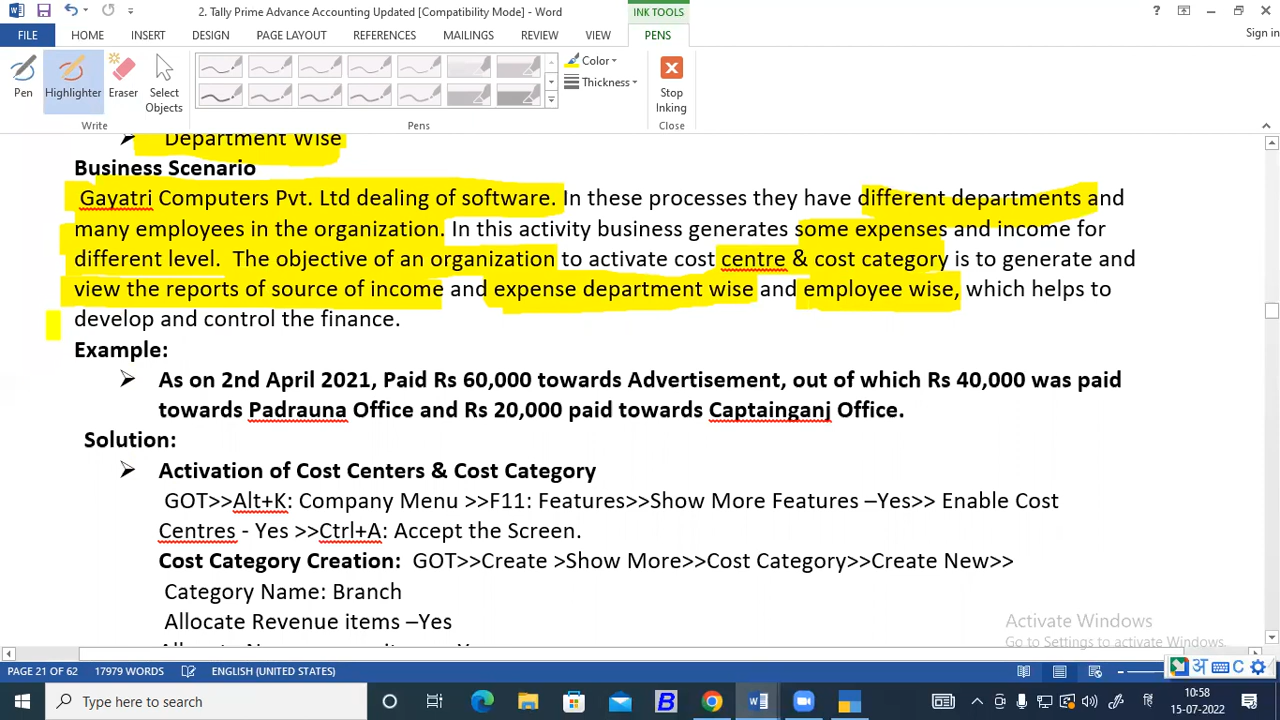 2. Tally Prime Advance Accounting Updated [Compatibility Mode] - Word
INK TOOLS
FILE HOME INSERT DESIGN PAGE LAYOUT REFERENCES MAILINGS REVIEW VIEW PENS
Sign in
Pen Highlighter Eraser Select Objects
Color
Thickness
Stop Inking
Write Pens Close
Department Wise
Business Scenario
Gayatri Computers Pvt. Ltd dealing of software. In these processes they have different departments and
many employees in the organization. In this activity business generates some expenses and income for
different level. The objective of an organization to activate cost centre & cost category is to generate and
view the reports of source of income and expense department wise and employee wise, which helps to
develop and control the finance.
Example:
As on 2nd April 2021, Paid Rs 60,000 towards Advertisement, out of which Rs 40,000 was paid
towards Padrauna Office and Rs 20,000 paid towards Captainganj Office.
Solution:
Activation of Cost Centers & Cost Category
GOT>>Alt+K: Company Menu >>F11: Features>>Show More Features –Yes>> Enable Cost
Centres - Yes >>Ctrl+A: Accept the Screen.
Cost Category Creation: GOT>>Create >Show More>>Cost Category>>Create New>>
Category Name: Branch
Allocate Revenue items –Yes
Activate Windows
Go to Settings to activate Windows.
PAGE 21 OF 62 17979 WORDS ENGLISH (UNITED STATES)
Type here to search
10:58
15-07-2022